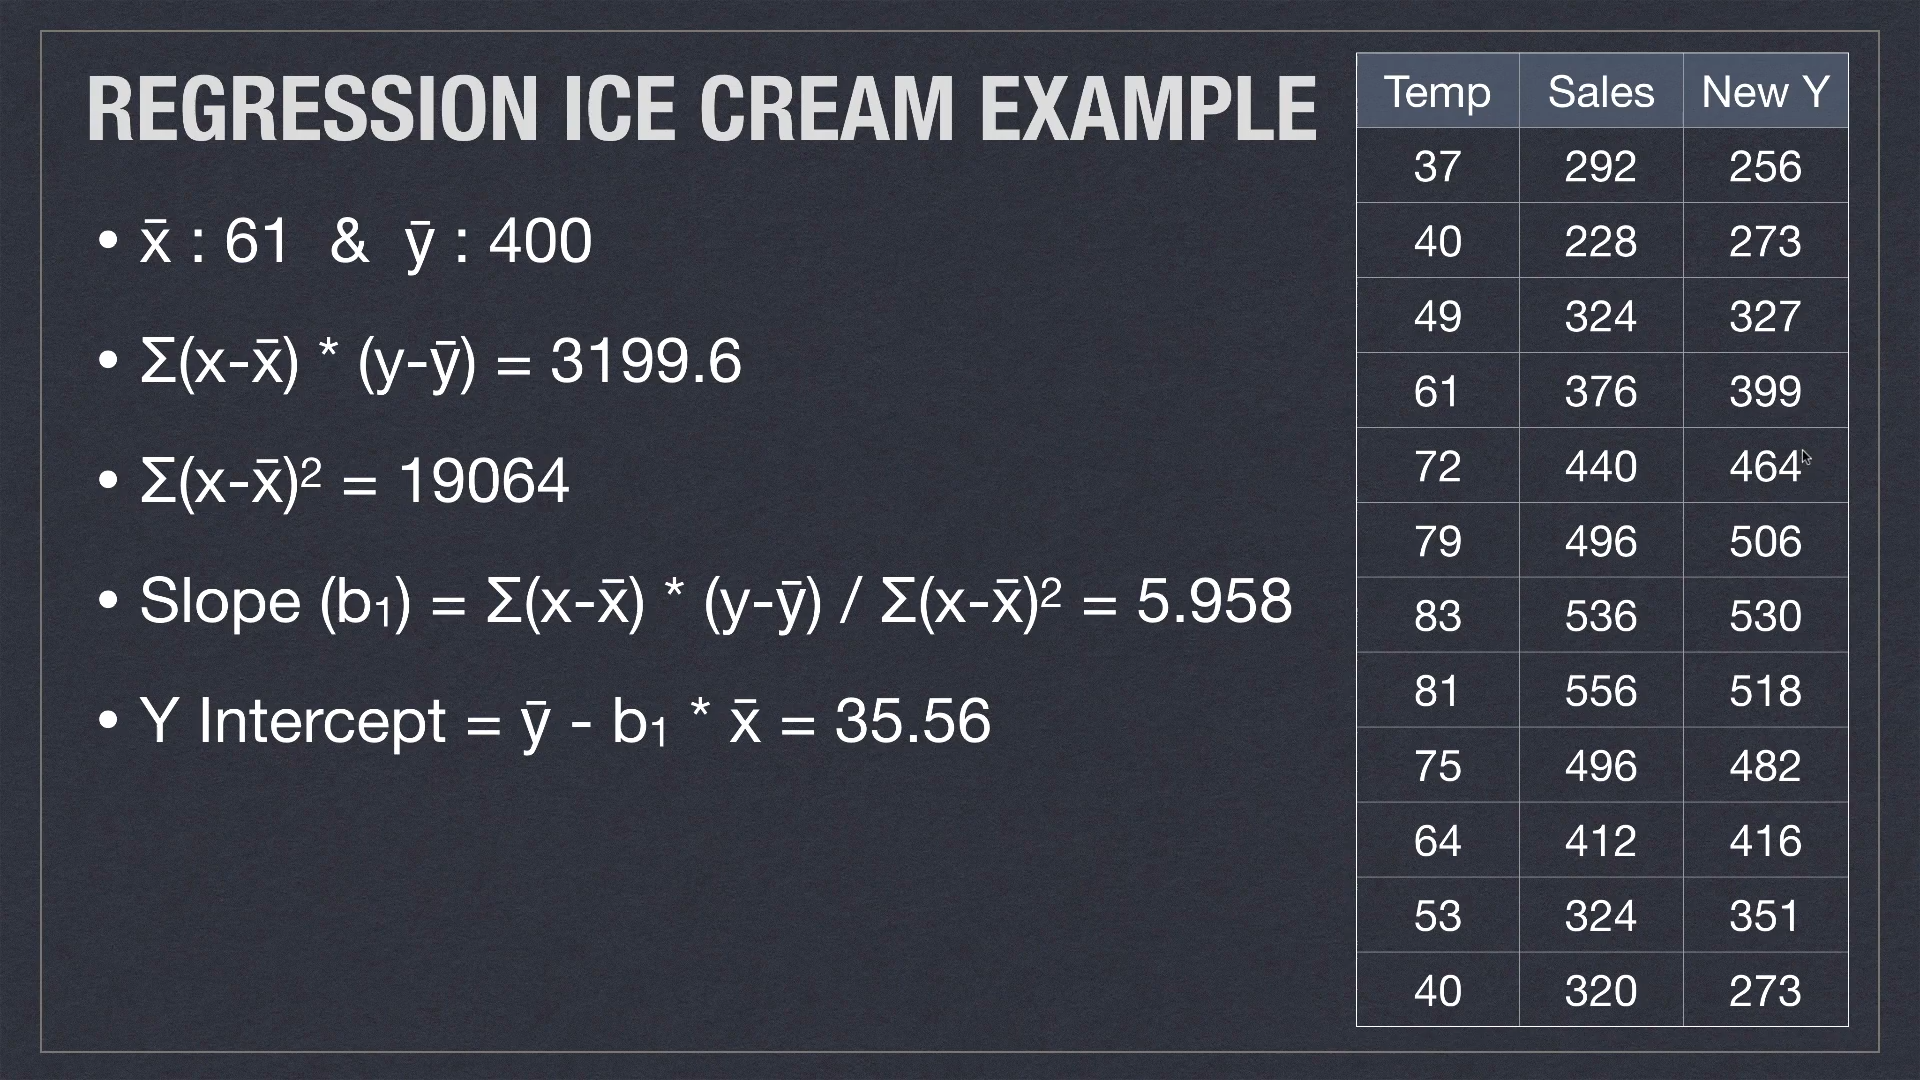 REGRESSION ICE CREAM EXAMPLE
• x̄ : 61 & ȳ : 400
• Σ(x-x̄) * (y-ȳ) = 3199.6
• Σ(x-x̄)² = 19064
• Slope (b₁) = Σ(x-x̄) * (y-ȳ) / Σ(x-x̄)² = 5.958
• Y Intercept = ȳ - b₁ * x̄ = 35.56
Temp Sales New Y
37 292 256
40 228 273
49 324 327
61 376 399
72 440 464
79 496 506
83 536 530
81 556 518
75 496 482
64 412 416
53 324 351
40 320 273